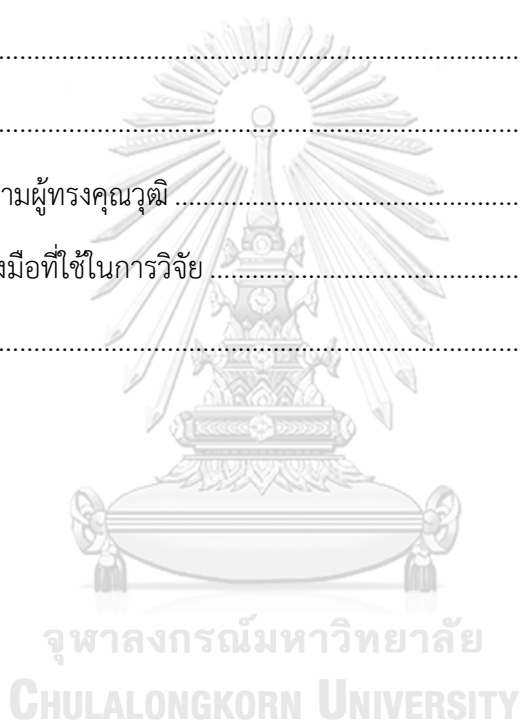 ........................................................................
........................................................................
ามผู้ทรงคุณวุฒิ ................................................
งมือที่ใช้ในการวิจัย ...........................................
........................................................................
จุฬาลงกรณ์มหาวิทยาลัย
CHULALONGKORN UNIVERSITY